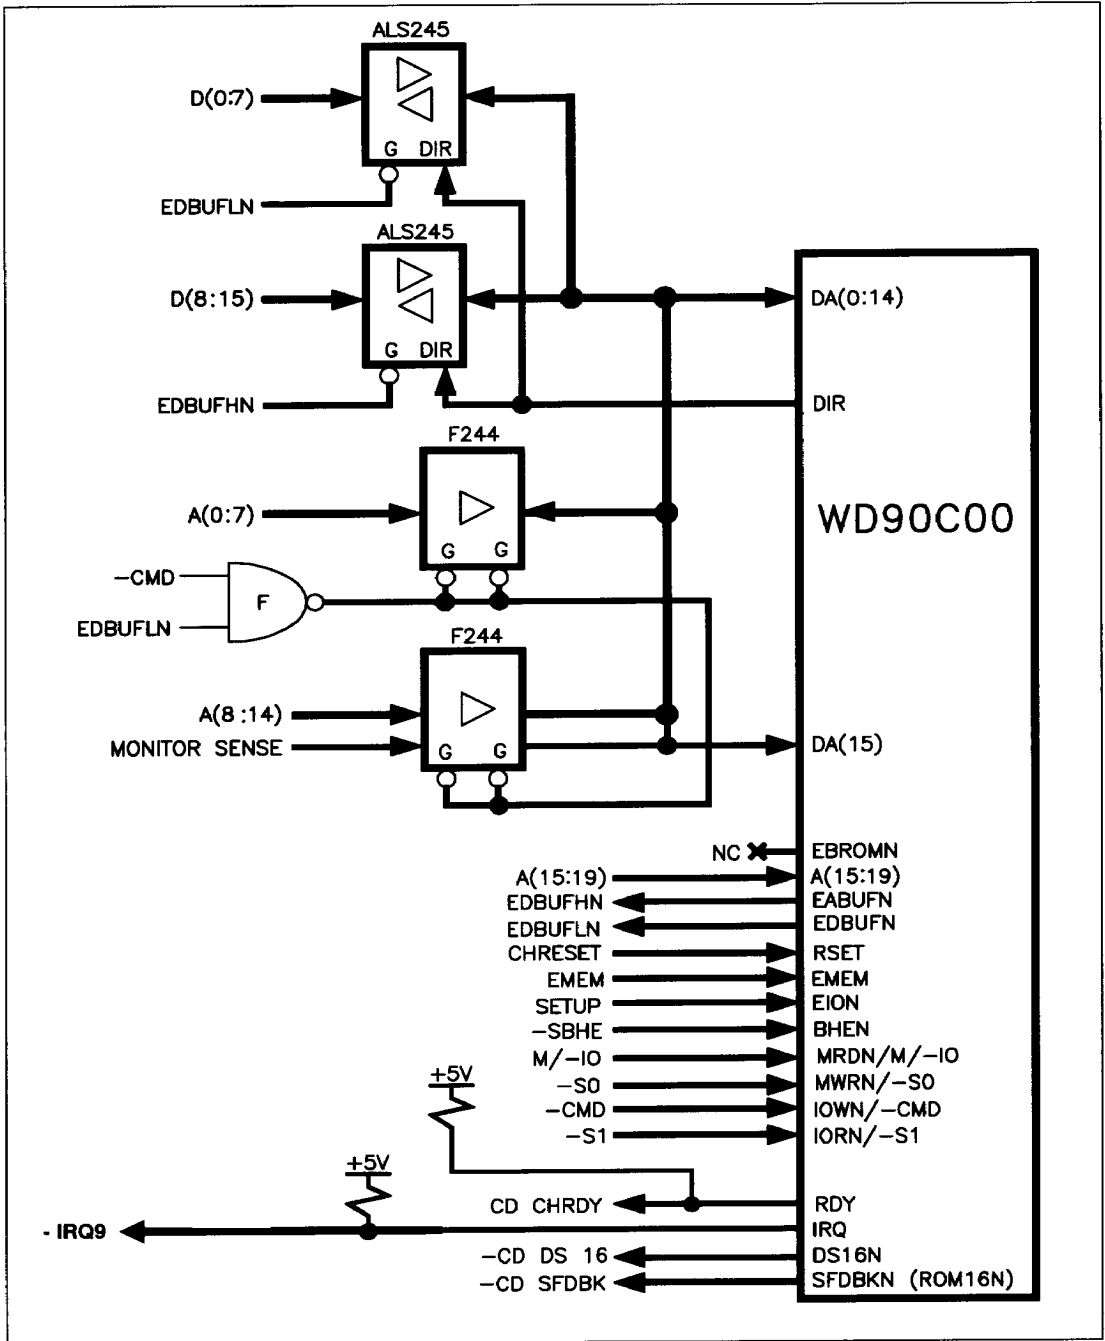 ALS245
D(0:7)
G DIR
EDBUFLN
ALS245
D(8:15)
G DIR
EDBUFHN
DA(0:14)
DIR
F244
A(0:7)
G G
WD90C00
-CMD
F
EDBUFLN
F244
A(8:14)
MONITOR SENSE
G G
DA(15)
NC EBROMN
A(15:19) A(15:19)
EDBUFHN EABUFN
EDBUFLN EDBUFN
CHRESET RSET
EMEM EMEM
SETUP EION
-SBHE BHEN
M/-IO MRDN/M/-IO
-S0 MWRN/-S0
-CMD IOWN/-CMD
-S1 IORN/-S1
+5V
+5V
CD CHRDY RDY
- IRQ9 IRQ
-CD DS 16 DS16N
-CD SFDBK SFDBKN (ROM16N)